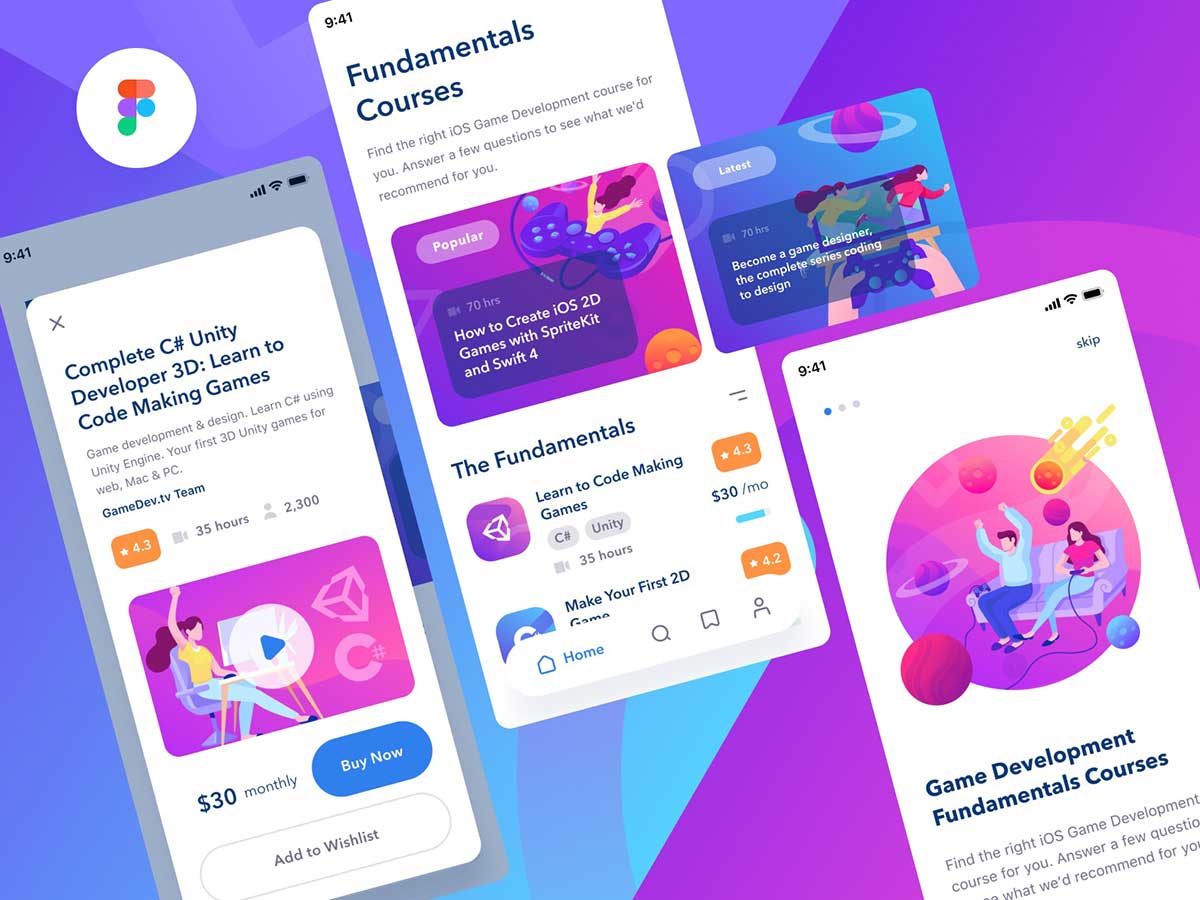 9:41
Complete C# Unity
Developer 3D: Learn to
Code Making Games
Game development & design. Learn C# using
Unity Engine. Your first 3D Unity games for
web, Mac & PC.
GameDev.tv Team
4.3
35 hours
2,300
C#
$30 monthly
Buy Now
Add to Wishlist
9:41
Fundamentals
Courses
Find the right iOS Game Development course for
you. Answer a few questions to see what we'd
recommend for you.
Popular
70 hrs
How to Create iOS 2D
Games with SpriteKit
and Swift 4
Latest
70 hrs
Become a game designer,
the complete series coding
to design
The Fundamentals
Learn to Code Making
Games
4.3
C# Unity
$30 /mo
35 hours
Make Your First 2D
Game
4.2
Home
9:41
skip
Game Development
Fundamentals Courses
Find the right iOS Game Development
course for you. Answer a few questio
see what we'd recommend for you